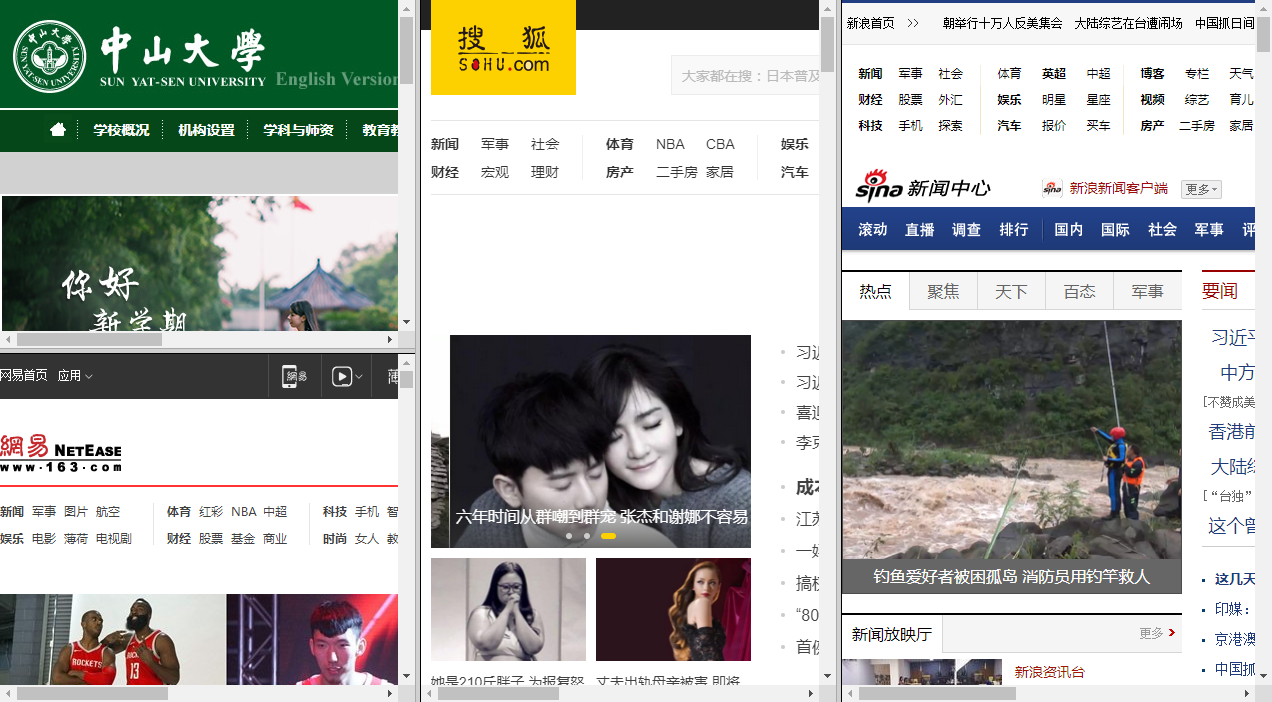 中山大學
SUN YAT-SEN UNIVERSITY
English Version
学校概况 机构设置 学科与师资 教育教
你好
新学期
网易首页 应用
網易 NETEASE
www.163.com
新闻 军事 图片 航空 体育 红彩 NBA 中超 科技 手机 智
娱乐 电影 薄荷 电视剧 财经 股票 基金 商业 时尚 女人 教
ROCKETS
ROCKETS
13
搜狐
SOHU.com
大家都在搜：日本普及
新闻 军事 社会 体育 NBA CBA 娱乐
财经 宏观 理财 房产 二手房 家居 汽车
六年时间从群嘲到群宠 张杰和谢娜不容易
习近
习近
喜迎
李克
成本
江苏
一如
搞权
“80
首例
她是210斤胖子 为报复怒
丈夫出轨母亲被害 即将
新浪首页 朝举行十万人反美集会 大陆综艺在台遭闹场 中国抓日间
新闻 军事 社会 体育 英超 中超 博客 专栏 天气
财经 股票 外汇 娱乐 明星 星座 视频 综艺 育儿
科技 手机 探索 汽车 报价 买车 房产 二手房 家居
sina 新闻中心 sina 新浪新闻客户端 更多
滚动 直播 调查 排行 国内 国际 社会 军事 评
热点 聚焦 天下 百态 军事
钓鱼爱好者被困孤岛 消防员用钓竿救人
新闻放映厅 更多
新浪资讯台
要闻
习近平
中方
[不赞成美
香港前
大陆综
[“台独”
这个曾
这几天
印媒：
京港澳
中国抓